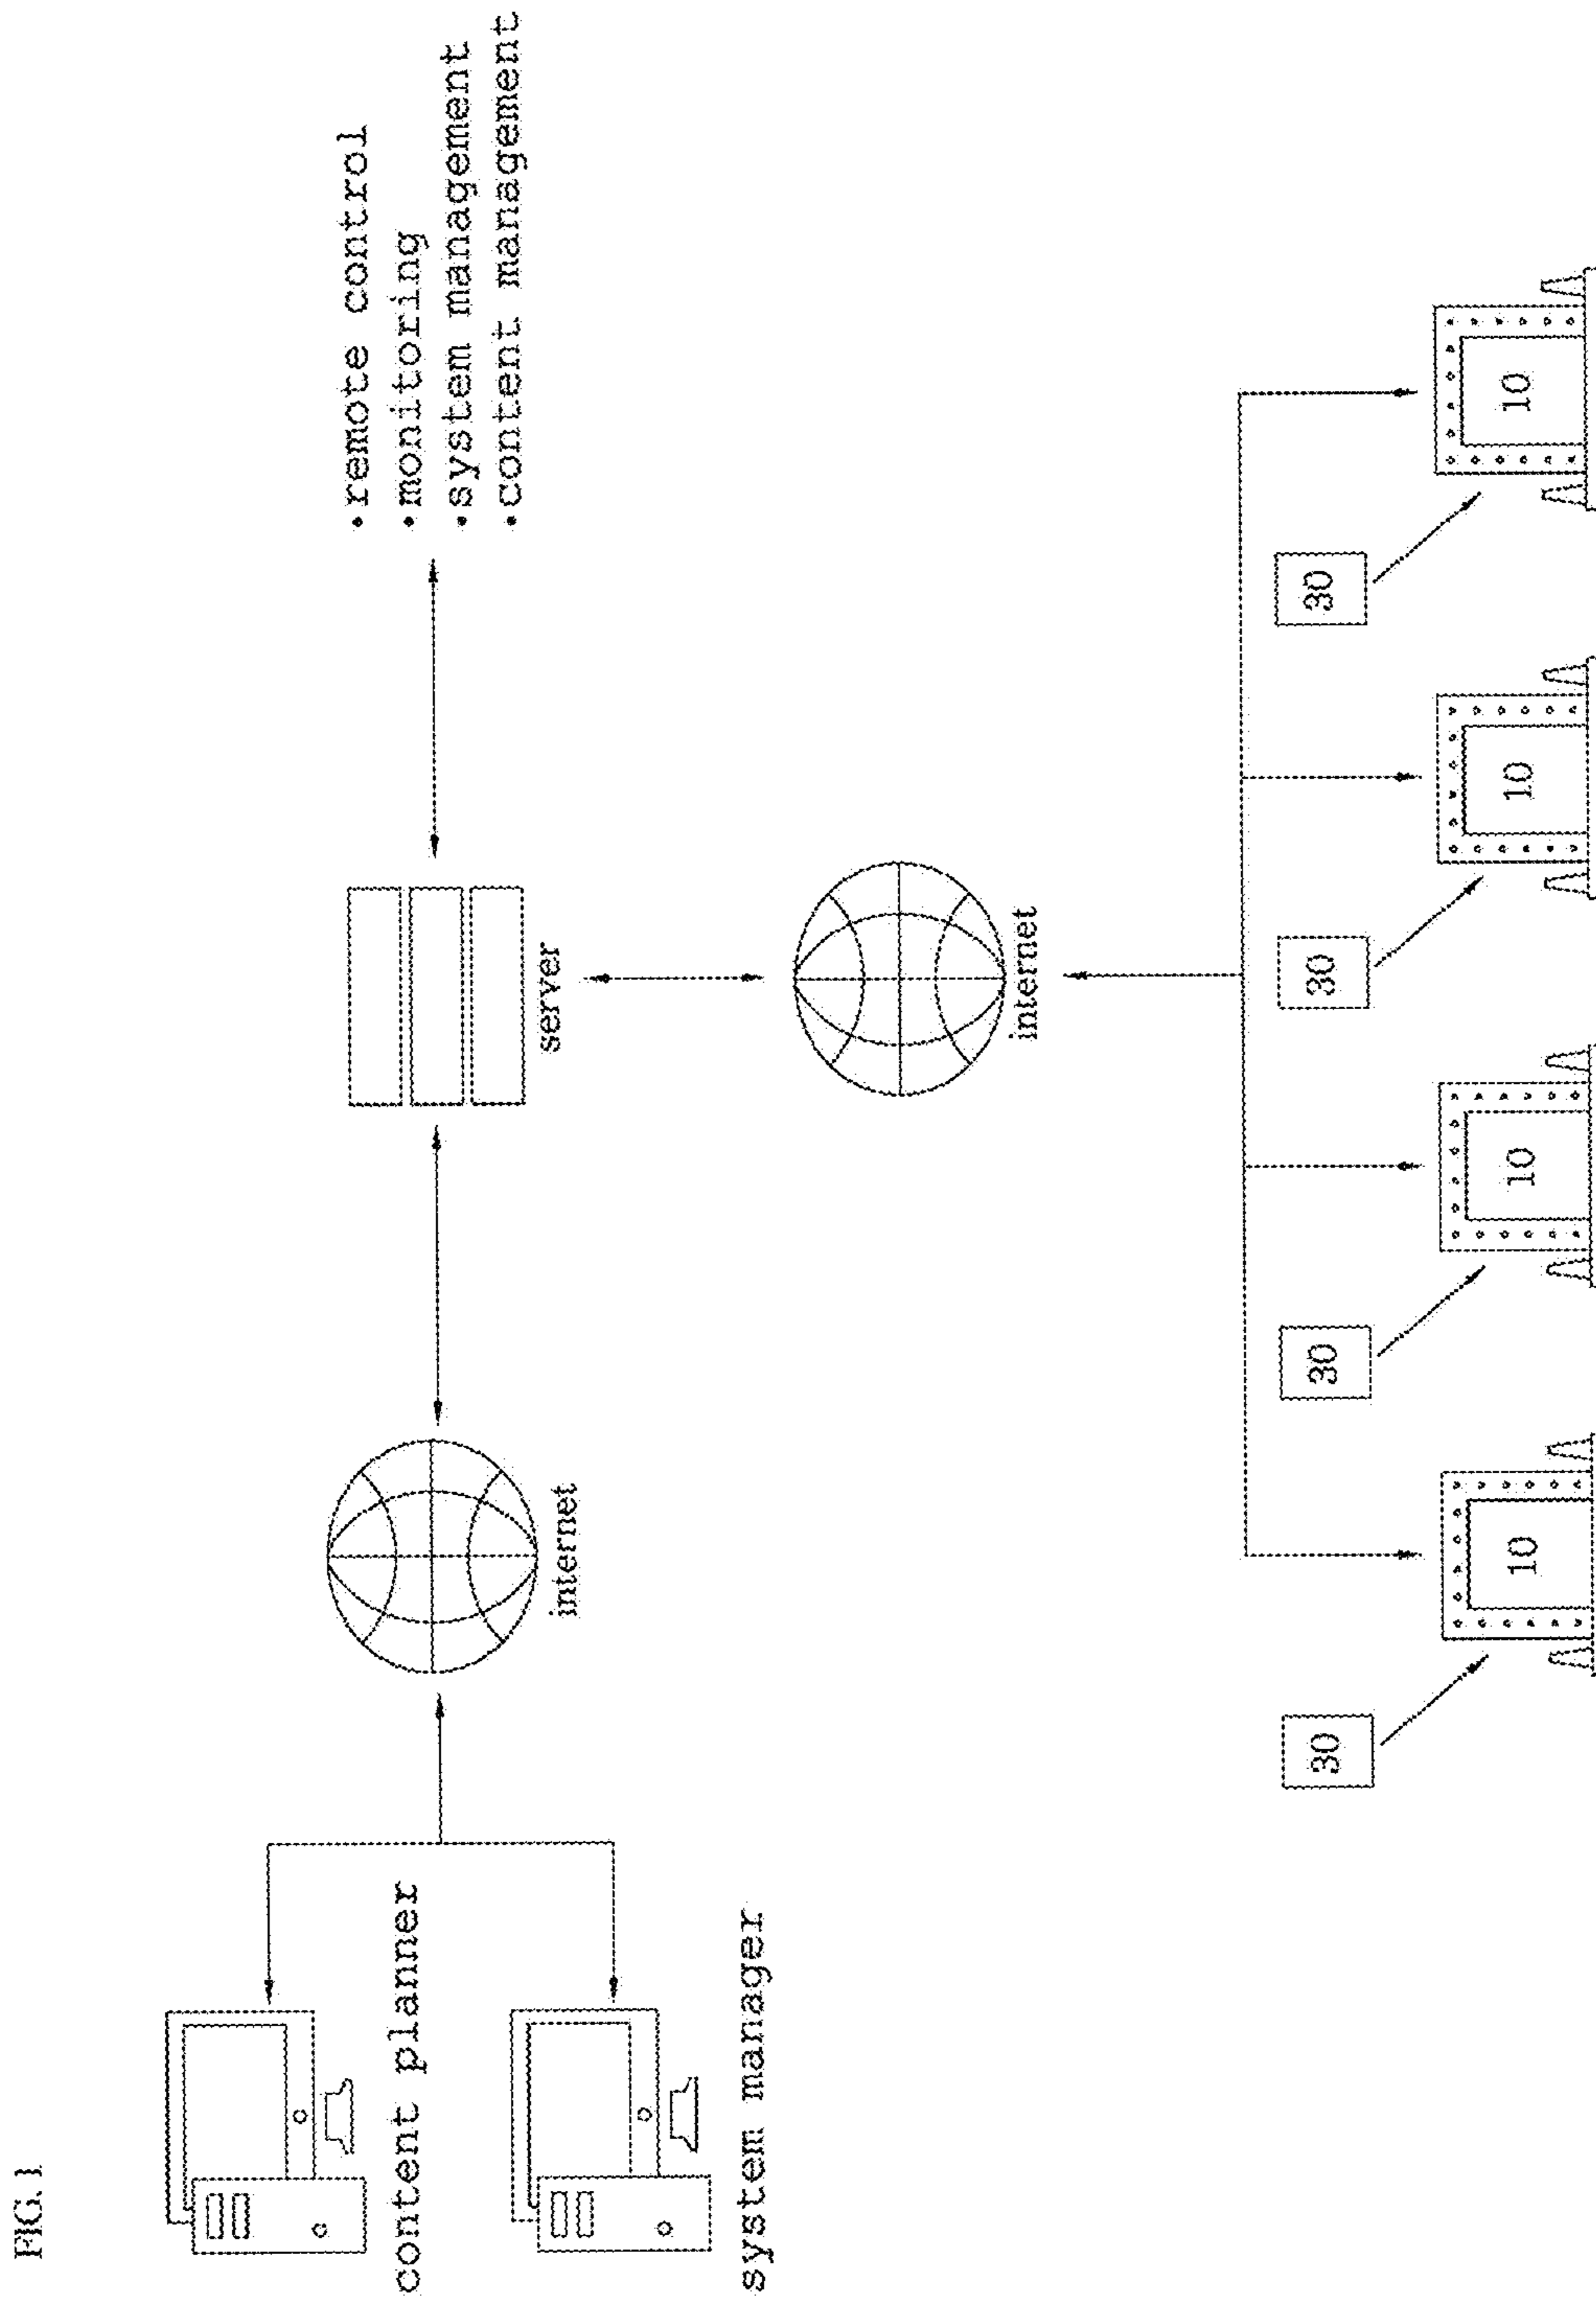 FIG. 1
content planner
system manager
internet
server
•remote control
•monitoring
•system management
•content management
internet
30
10
30
10
30
10
30
10